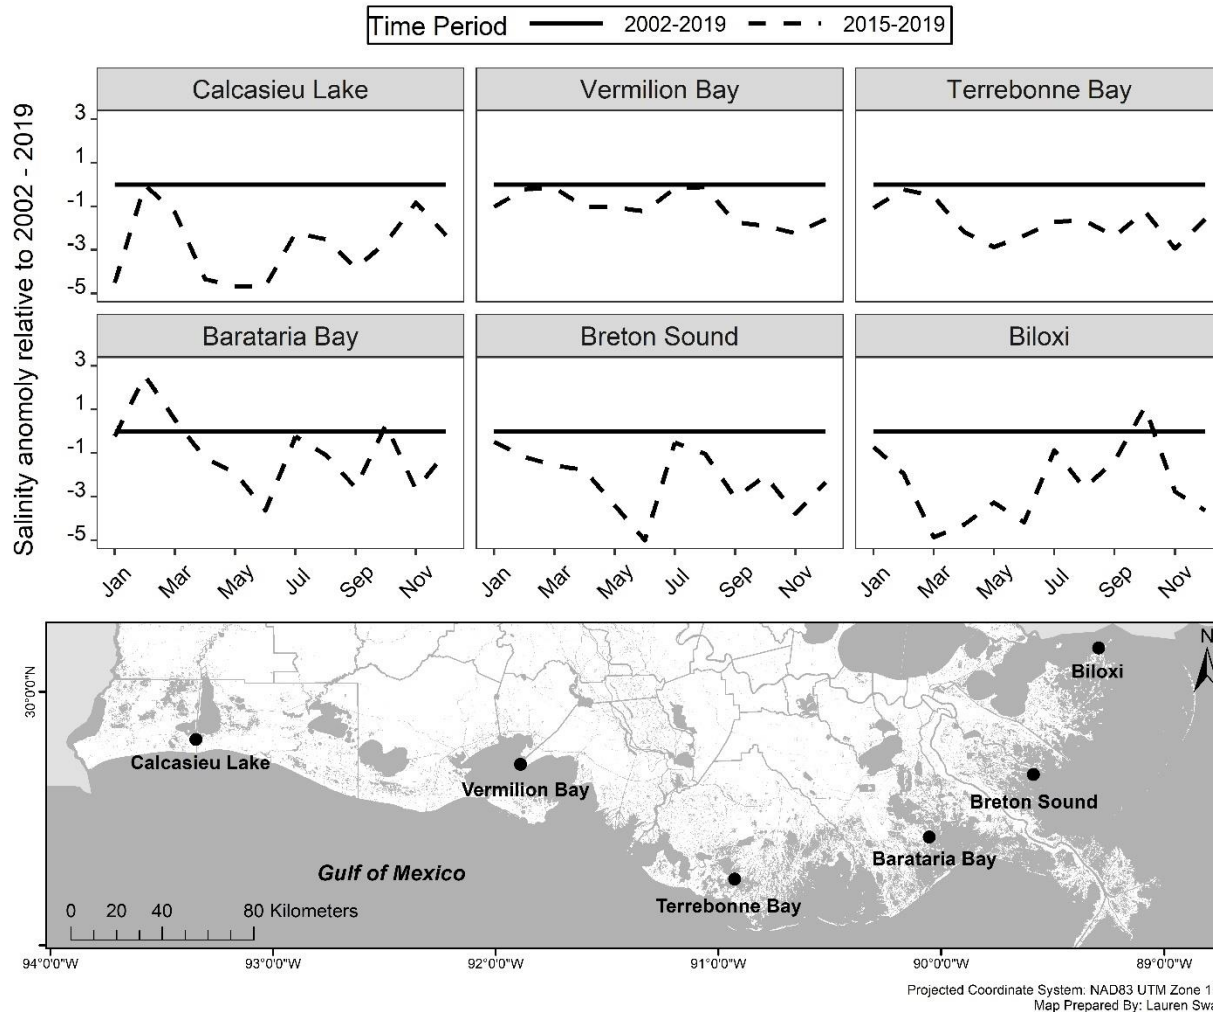 Time Period 2002-2019 2015-2019
Calcasieu Lake Vermilion Bay Terrebonne Bay
Salinity anomoly relative to 2002 - 2019
3
1
-1
-3
-5
Barataria Bay Breton Sound Biloxi
3
1
-1
-3
-5
Jan Mar May Jul Sep Nov Jan Mar May Jul Sep Nov Jan Mar May Jul Sep Nov
N
30°0'0"N
Biloxi
Calcasieu Lake
Vermilion Bay
Breton Sound
Barataria Bay
Gulf of Mexico
Terrebonne Bay
0 20 40 80 Kilometers
94°0'0"W 93°0'0"W 92°0'0"W 91°0'0"W 90°0'0"W 89°0'0"W
Projected Coordinate System: NAD83 UTM Zone 1
Map Prepared By: Lauren Swa